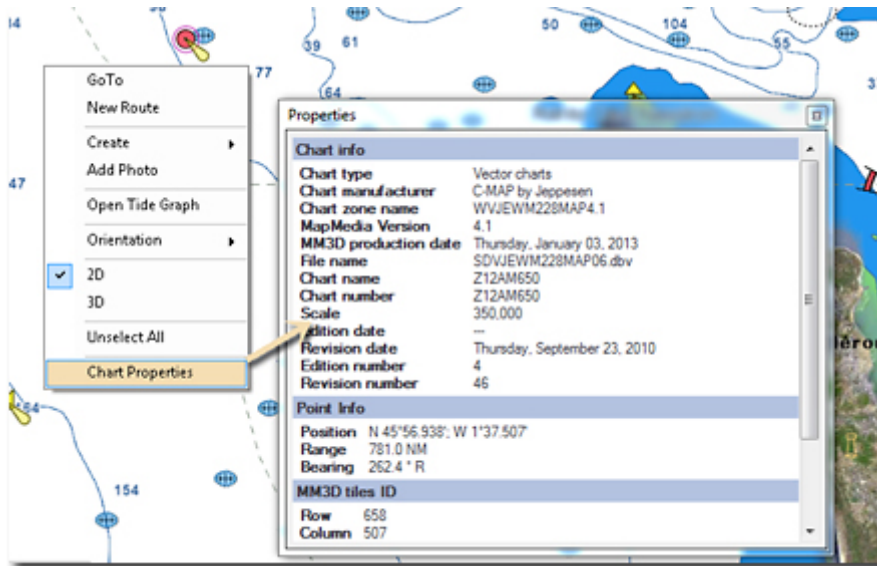 50
104
39
61
55
77
64
47
154
GoTo
New Route
Create
Add Photo
Open Tide Graph
Orientation
2D
3D
Unselect All
Chart Properties
Properties
Chart info
Chart type Vector charts
Chart manufacturer C-MAP by Jeppesen
Chart zone name WVJEWM228MAP4.1
MapMedia Version 4.1
MM3D production date Thursday, January 03, 2013
File name SDVJEWM228MAP06.dbv
Chart name Z12AM650
Chart number Z12AM650
Scale 350,000
dition date ---
Revision date Thursday, September 23, 2010
Edition number 4
Revision number 46
Point Info
Position N 45°56.938'; W 1°37.507'
Range 781.0 NM
Bearing 262.4 ° R
MM3D tiles ID
Row 658
Column 507